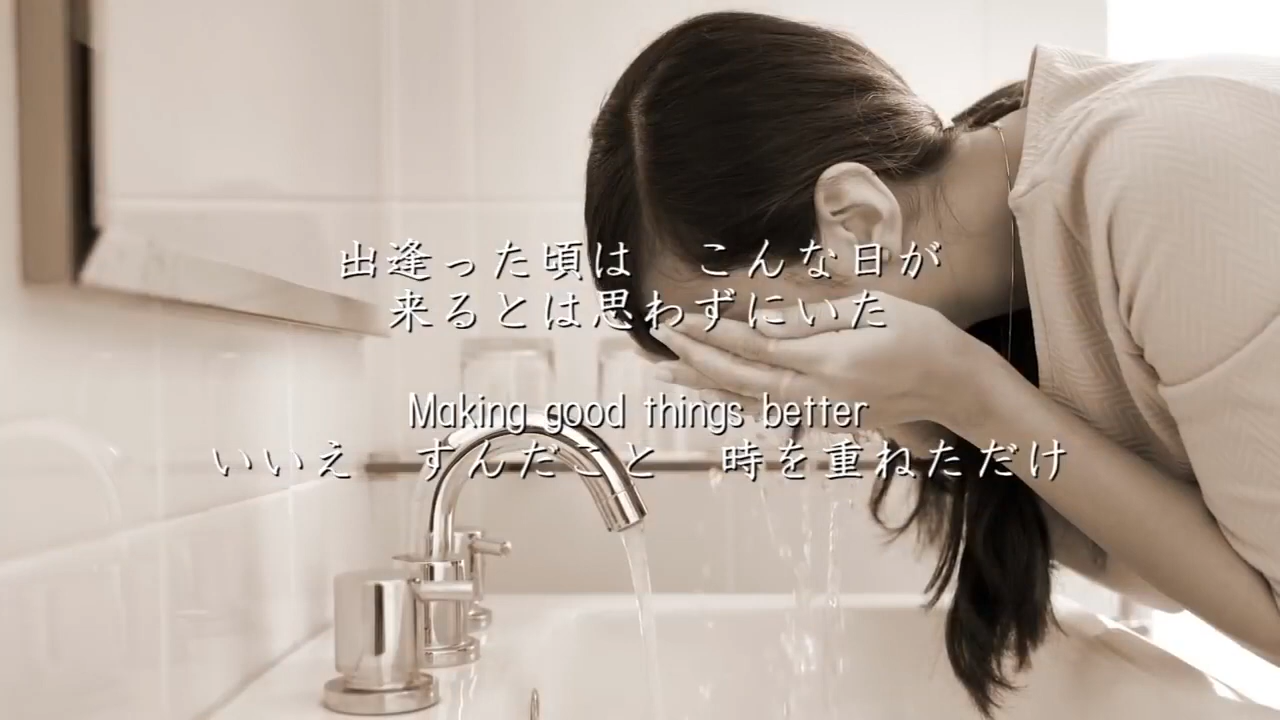 出逢った頃は　こんな日が
来るとは思わずにいた
Making good things better
いいえ　すんだこと　時を重ねただけ